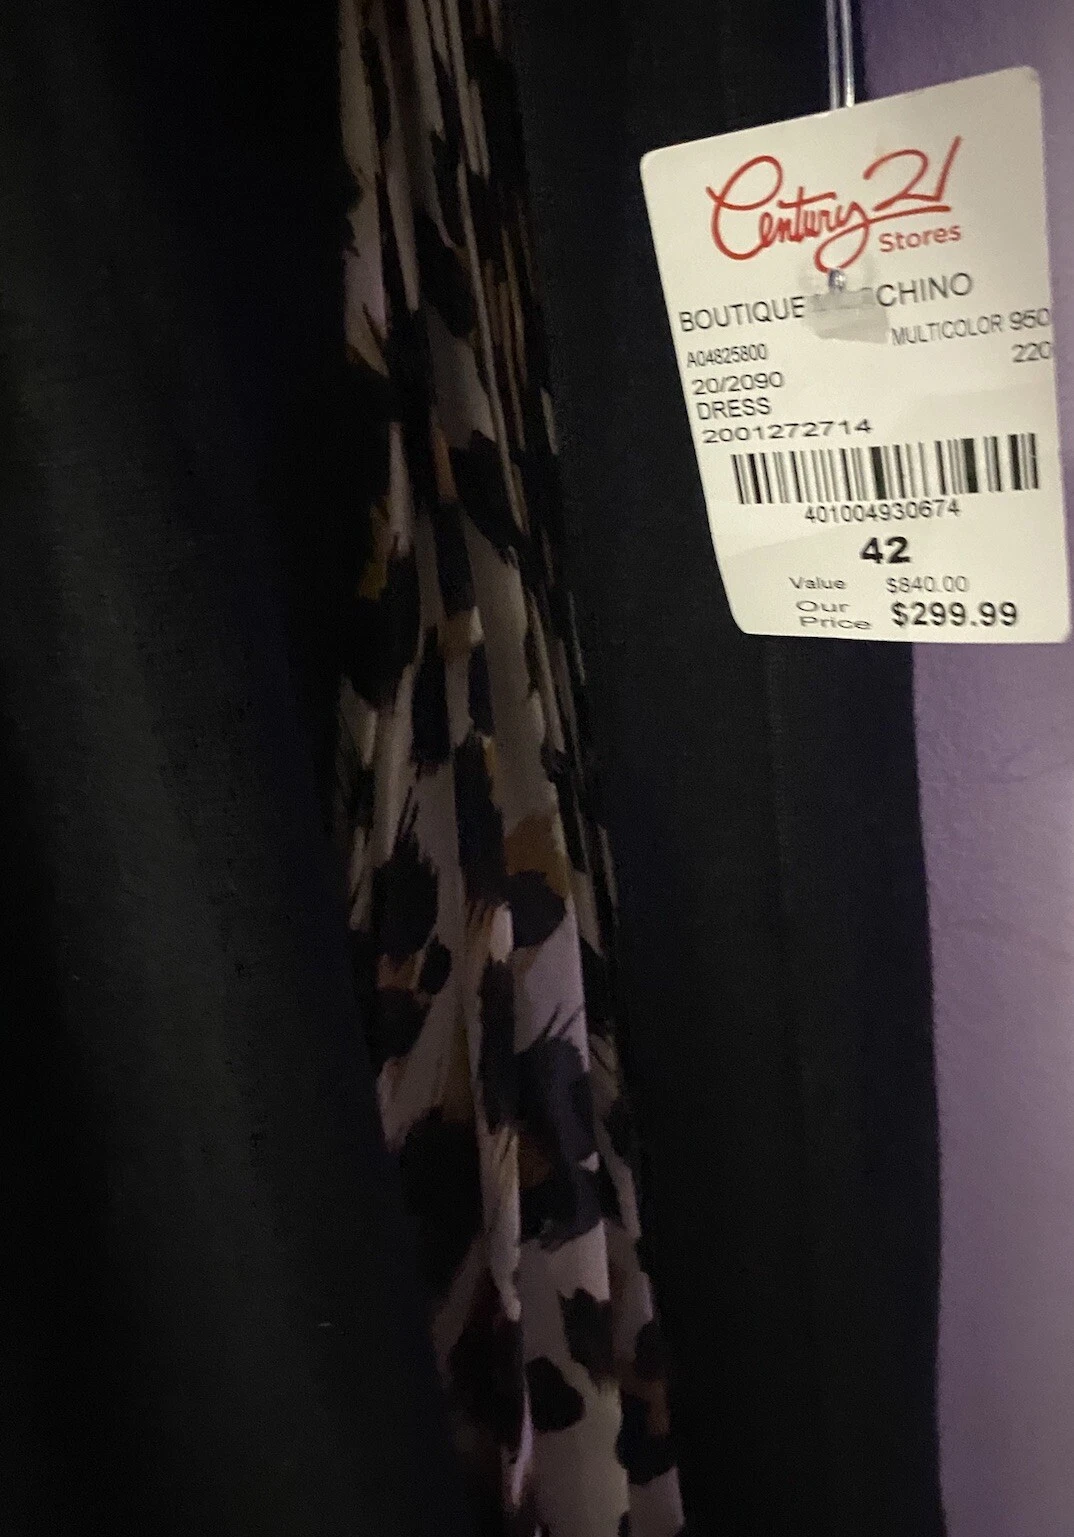 Century 21
Stores
BOUTIQUE CHINO
A04825800 MULTICOLOR 950
20/2090 220
DRESS
2001272714
401004930674
42
Value $840.00
Our
Price $299.99